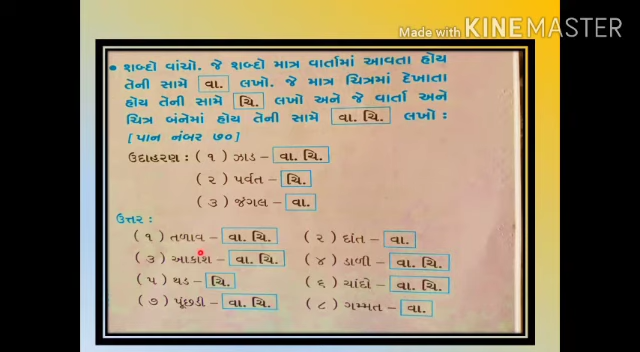 Made with KINEMASTER
• શબ્દો વાંચો. જે શબ્દો માત્ર વાર્તામાં આવતા હોય
તેની સામે વા. લખો. જે માત્ર ચિત્રમાં દેખાતા
હોય તેની સામે ચિ. લખો અને જે વાર્તા અને
ચિત્ર બંનેમાં હોય તેની સામે વા. ચિ. લખો :
[પાન નંબર ૭૦]
ઉદાહરણ : (૧) ઝાડ – વા. ચિ.
(૨) પર્વત – ચિ.
(૩) જંગલ – વા.
ઉત્તર :
(૧) તળાવ – વા. ચિ. (૨) દાંત – વા.
(૩) આકાશ – વા. ચિ. (૪) ડાળી – વા. ચિ.
(૫) થડ – ચિ. (૬) ચાંદો – વા. ચિ.
(૭) પૂંછડી – વા. ચિ. (૮) ગમ્મત – વા.